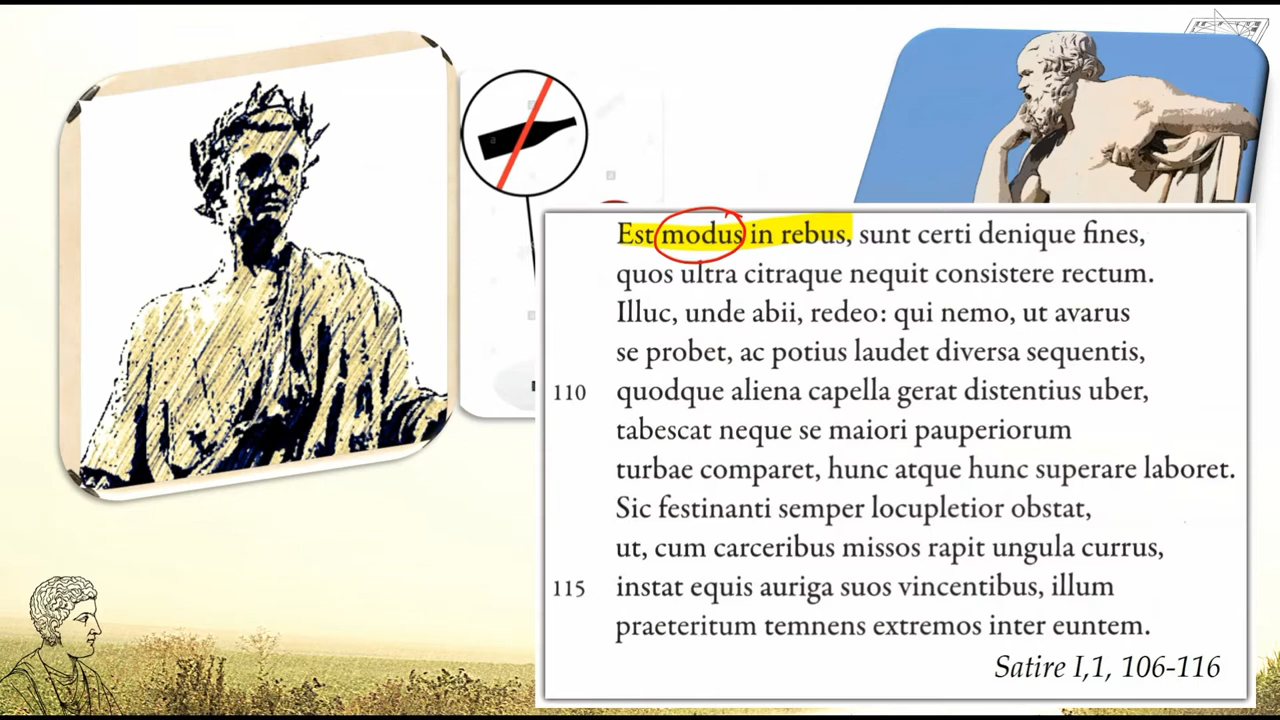 Est modus in rebus, sunt certi denique fines,
quos ultra citraque nequit consistere rectum.
Illuc, unde abii, redeo: qui nemo, ut avarus
se probet, ac potius laudet diversa sequentis,
110 quodque aliena capella gerat distentius uber,
tabescat neque se maiori pauperiorum
turbae comparet, hunc atque hunc superare laboret.
Sic festinanti semper locupletior obstat,
ut, cum carceribus missos rapit ungula currus,
115 instat equis auriga suos vincentibus, illum
praeteritum temnens extremos inter euntem.
Satire I,1, 106-116